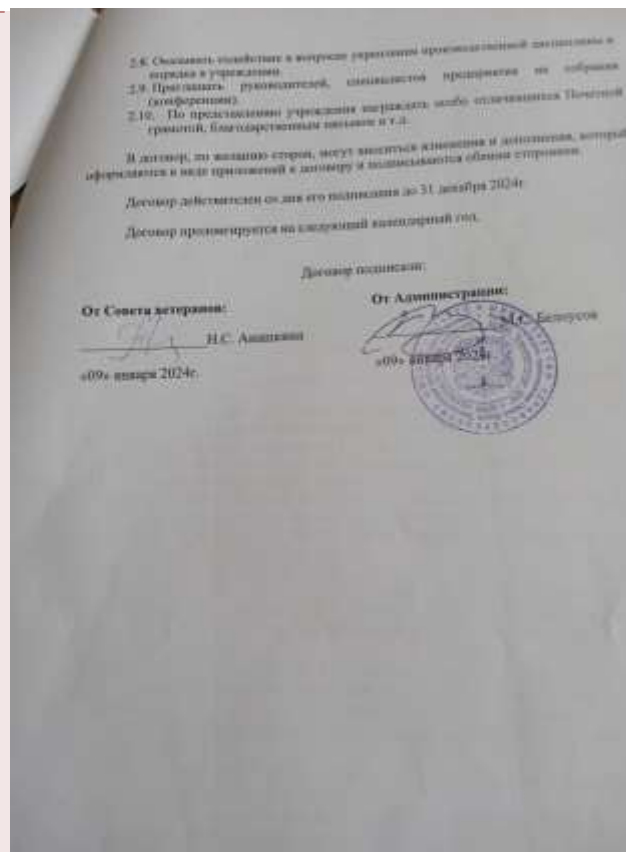 2.8. Оказывать содействие в вопросах укрепления производственной дисциплины и
порядка в учреждении.
2.9. Приглашать руководителей, специалистов предприятия на собрания
(конференции).
2.10. По представлению учреждения награждать особо отличившихся Почетной
грамотой, благодарственным письмом и т.д.
В договор, по желанию сторон, могут вноситься изменения и дополнения, которы
оформляются в виде приложений к договору и подписываются обеими сторонами.
Договор действителен со дня его подписания до 31 декабря 2024г.
Договор пролонгируется на следующий календарный год.
Договор подписали:
От Совета ветеранов:
От Администрации:
Н.С.
Белоусов
«09» января 2024г.
«09» января 2024г.